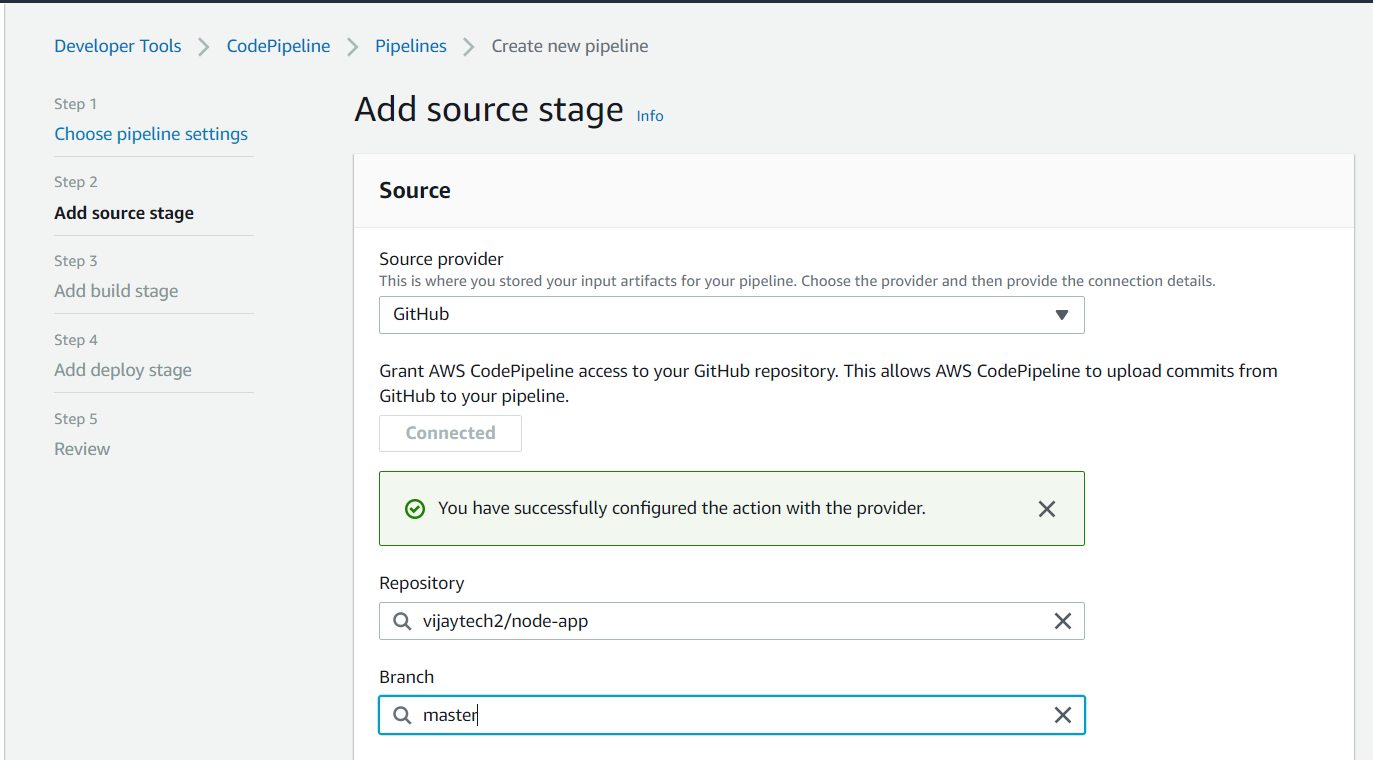 Developer Tools > CodePipeline > Pipelines > Create new pipeline
Step 1
Choose pipeline settings
Step 2
Add source stage
Step 3
Add build stage
Step 4
Add deploy stage
Step 5
Review
Add source stage Info
Source
Source provider
This is where you stored your input artifacts for your pipeline. Choose the provider and then provide the connection details.
GitHub
Grant AWS CodePipeline access to your GitHub repository. This allows AWS CodePipeline to upload commits from
GitHub to your pipeline.
Connected
You have successfully configured the action with the provider.
Repository
vijaytech2/node-app
Branch
master